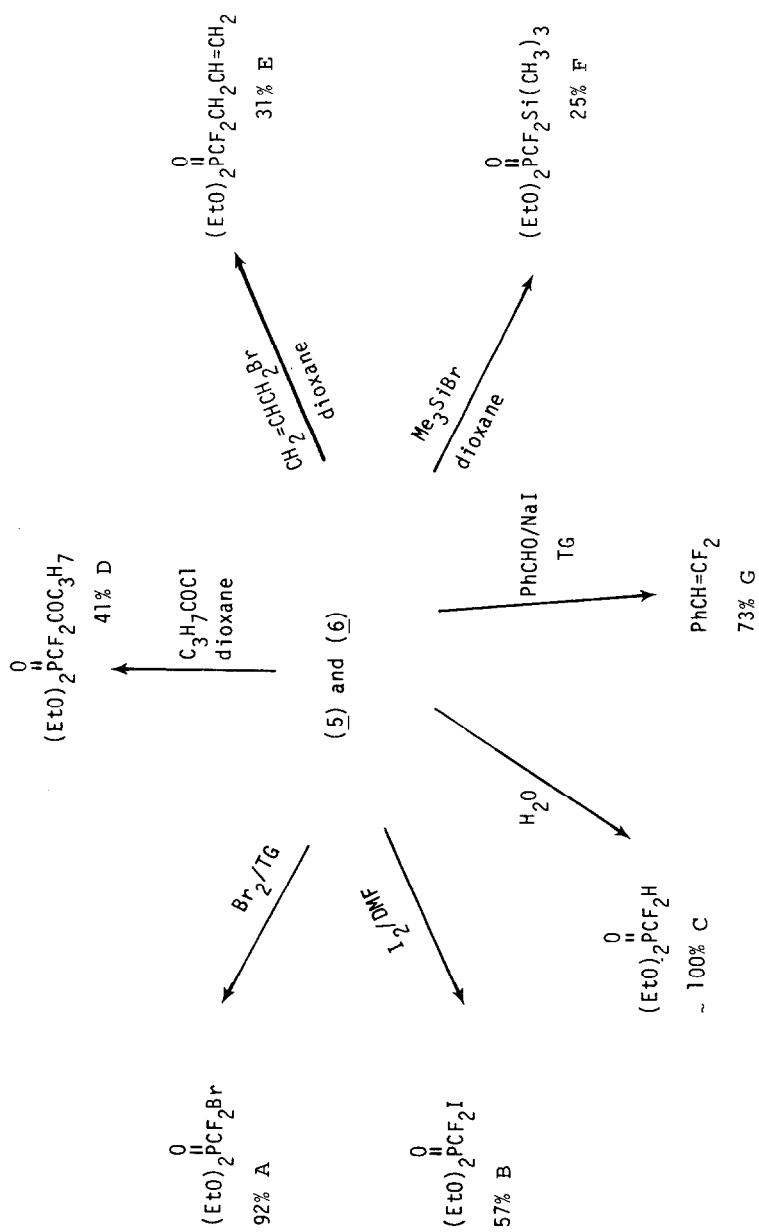 O
(EtO)2PCF2COC3H7
41% D
C3H7COCl
dioxane
O
(EtO)2PCF2CH2CH=CH2
31% E
CH2=CHCH2Br
dioxane
O
(EtO)2PCF2Br
92% A
Br2/TG
(5) and (6)
Me3SiBr
dioxane
O
(EtO)2PCF2Si(CH3)3
25% F
I2/DMF
O
(EtO)2PCF2I
57% B
H2O
O
(EtO)2PCF2H
~ 100% C
PhCHO/NaI
TG
PhCH=CF2
73% G